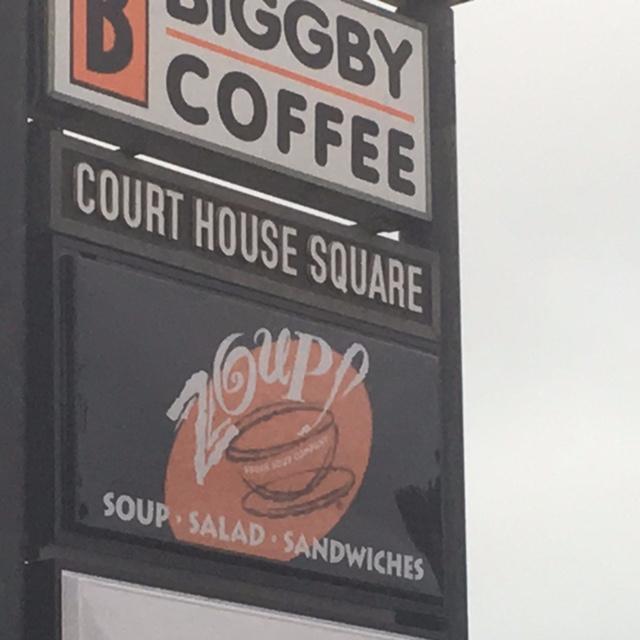 B
BIGGBY
COFFEE
COURT HOUSE SQUARE
Zoup!
SOUP · SALAD · SANDWICHES